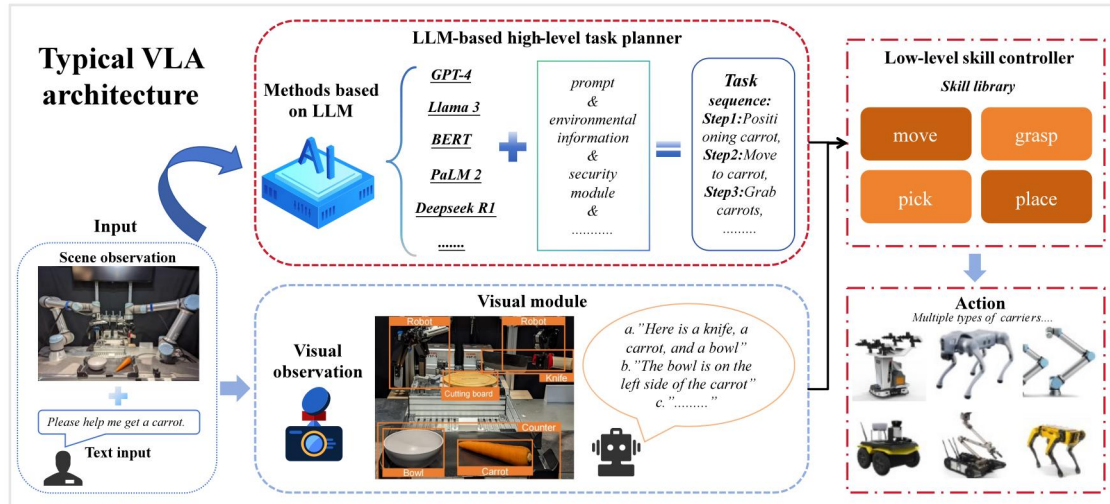 Typical VLA
architecture
Input
Scene observation
Please help me get a carrot.
Text input
LLM-based high-level task planner
Methods based
on LLM
AI
GPT-4
Llama 3
BERT
PaLM 2
Deepseek R1
.......
prompt
&
environmental
information
&
security
module
&
...........
Task
sequence:
Step1:Positi
oning carrot,
Step2:Move
to carrot,
Step3:Grab
carrots,
.........
Visual module
Visual
observation
Robot
Robot
Knife
Cutting board
Counter
Bowl
Carrot
a.”Here is a knife, a
carrot, and a bowl”
b.”The bowl is on the
left side of the carrot”
c.”.........”
Low-level skill controller
Skill library
move
grasp
pick
place
Action
Multiple types of carriers....